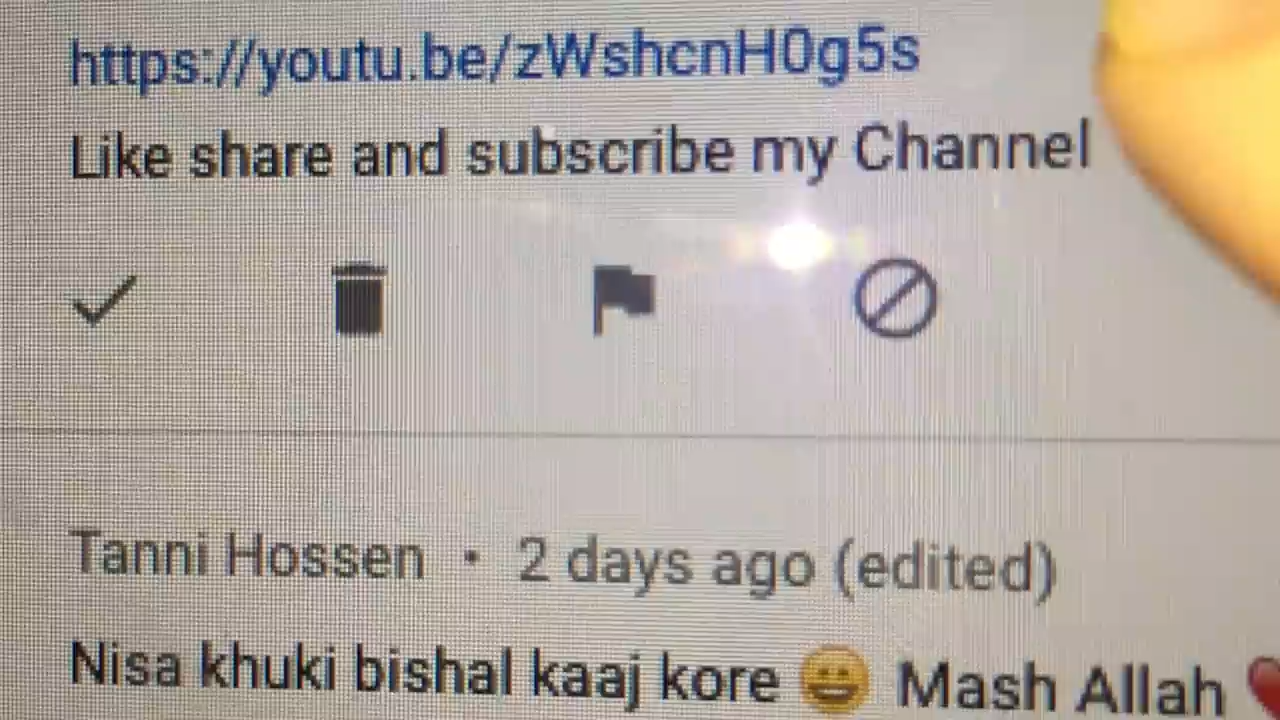 https://youtu.be/zWshcnH0g5s
Like share and subscribe my Channel
Tanni Hossen • 2 days ago (edited)
Nisa khuki bishal kaaj kore 😀 Mash Allah ❤